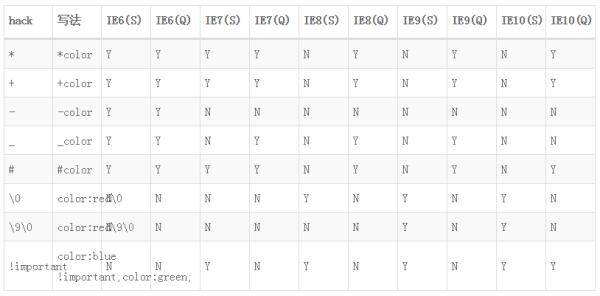 hack 写法 IE6(S) IE6(Q) IE7(S) IE7(Q) IE8(S) IE8(Q) IE9(S) IE9(Q) IE10(S) IE10(Q)
* *color Y Y Y Y N Y N Y N Y
+ +color Y Y Y Y N Y N Y N Y
- -color Y Y N N N N N N N N
_ _color Y Y N Y N Y N Y N N
# #color Y Y Y Y N Y N Y N Y
\0 color:red\0 N N N N Y N Y N Y N
\9\0 color:red\9\0 N N N N N N Y N Y N
color:blue
!important N N Y N Y N Y N Y Y
!important;color:green;